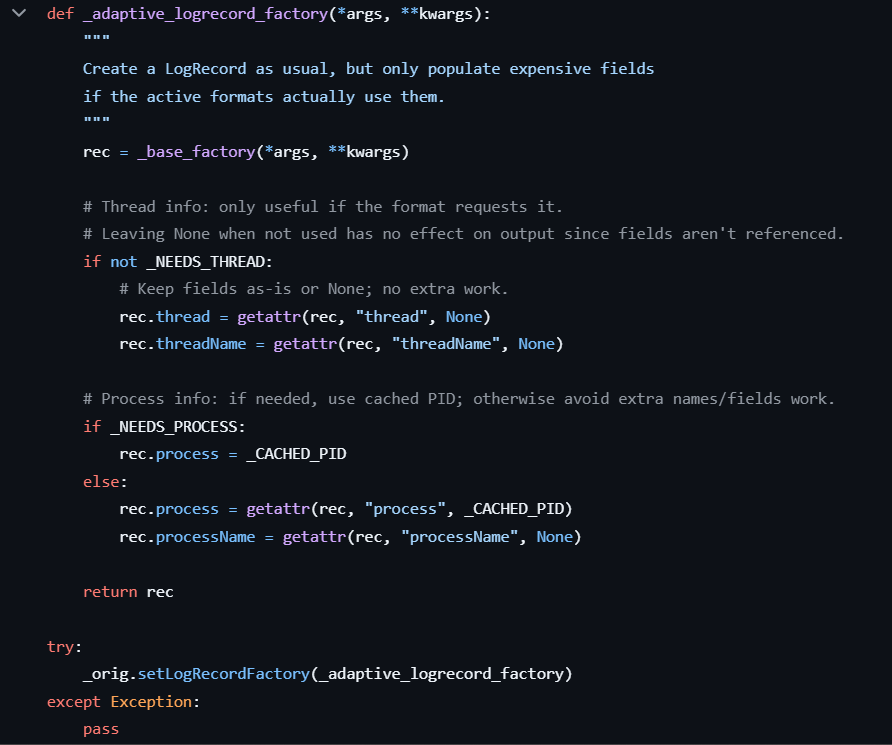 def _adaptive_logrecord_factory(*args, **kwargs):
    """
    Create a LogRecord as usual, but only populate expensive fields
    if the active formats actually use them.
    """
    rec = _base_factory(*args, **kwargs)

    # Thread info: only useful if the format requests it.
    # Leaving None when not used has no effect on output since fields aren't referenced.
    if not _NEEDS_THREAD:
        # Keep fields as-is or None; no extra work.
        rec.thread = getattr(rec, "thread", None)
        rec.threadName = getattr(rec, "threadName", None)

    # Process info: if needed, use cached PID; otherwise avoid extra names/fields work.
    if _NEEDS_PROCESS:
        rec.process = _CACHED_PID
    else:
        rec.process = getattr(rec, "process", _CACHED_PID)
        rec.processName = getattr(rec, "processName", None)

    return rec

try:
    _orig.setLogRecordFactory(_adaptive_logrecord_factory)
except Exception:
    pass